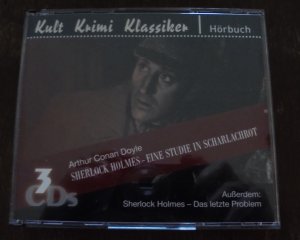 Kult Krimi Klassiker
Hörbuch
Arthur Conan Doyle
SHERLOCK HOLMES - EINE STUDIE IN SCHARLACHROT
3
CDs
Außerdem:
Sherlock Holmes – Das letzte Problem